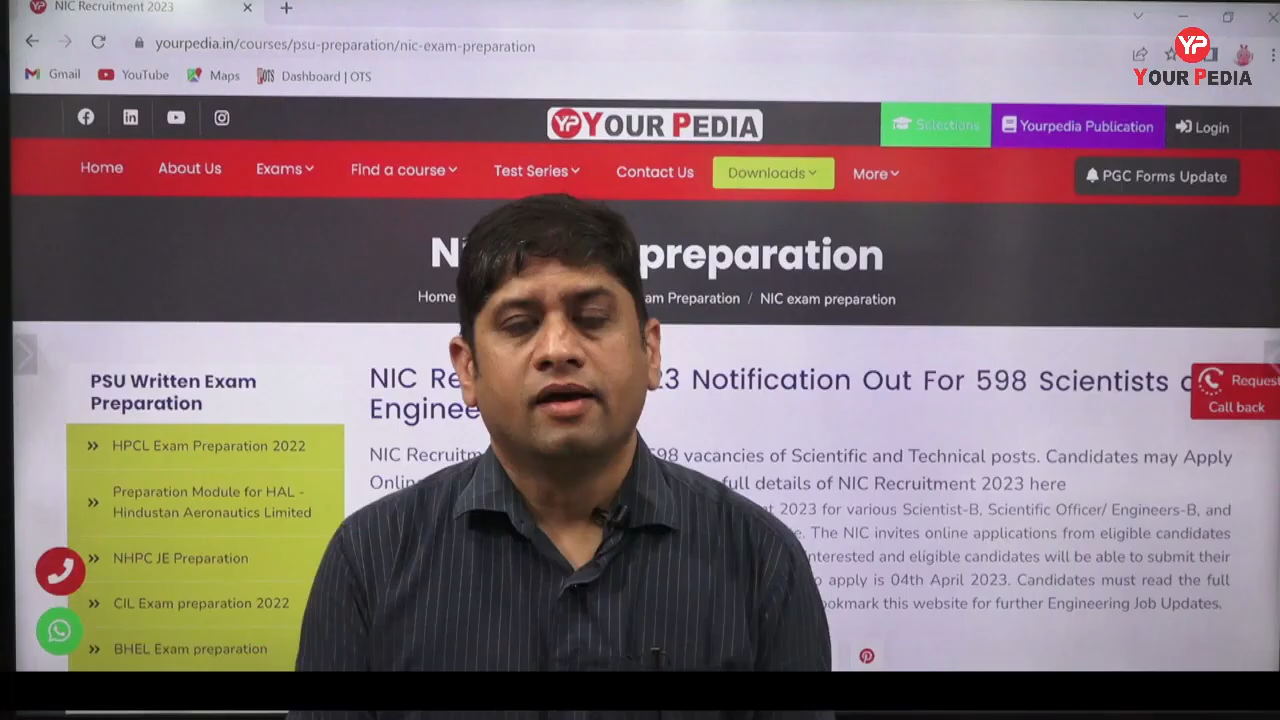 NIC Recruitment 2023
yourpedia.in/courses/psu-preparation/nic-exam-preparation
YP
YOUR PEDIA
Gmail YouTube Maps OTS Dashboard | OTS
YP YOUR PEDIA
Selections Yourpedia Publication Login
Home About Us Exams Find a course Test Series Contact Us Downloads More PGC Forms Update
preparation
Home Preparation / NIC exam preparation
PSU Written Exam
Preparation
HPCL Exam Preparation 2022
Preparation Module for HAL -
Hindustan Aeronautics Limited
NHPC JE Preparation
CIL Exam preparation 2022
BHEL Exam preparation
NIC Notification Out For 598 Scientists
NIC vacancies of Scientific and Technical posts. Candidates may Apply
full details of NIC Recruitment 2023 here
2023 for various Scientist-B, Scientific Officer/ Engineers-B, and
The NIC invites online applications from eligible candidates
interested and eligible candidates will be able to submit their
apply is 04th April 2023. Candidates must read the full
this website for further Engineering Job Updates.
Call back